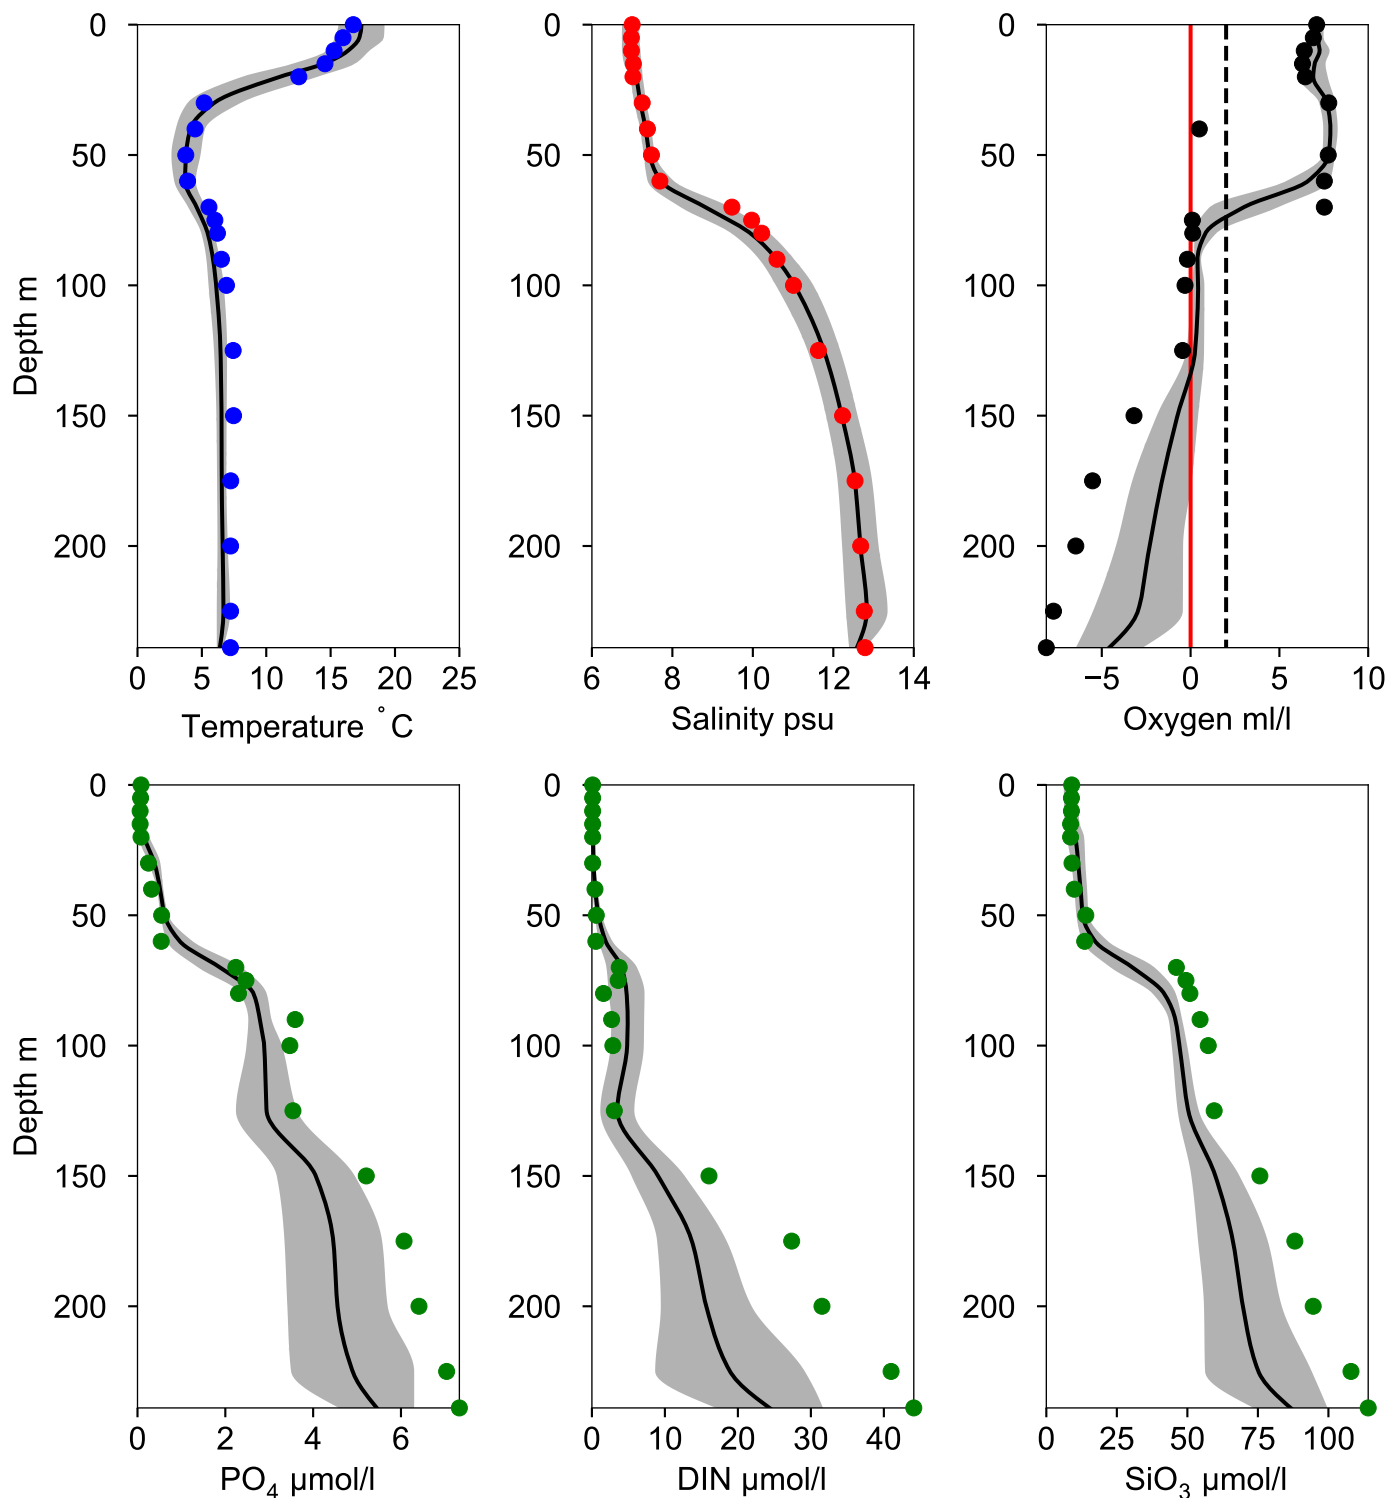 0
50
100
150
200
Depth m
0 5 10 15 20 25
Temperature °C
0
50
100
150
200
6 8 10 12 14
Salinity psu
0
50
100
150
200
−5 0 5 10
Oxygen ml/l
0
50
100
150
200
Depth m
0 2 4 6
PO₄ µmol/l
0
50
100
150
200
0 10 20 30 40
DIN µmol/l
0
50
100
150
200
0 25 50 75 100
SiO₃ µmol/l